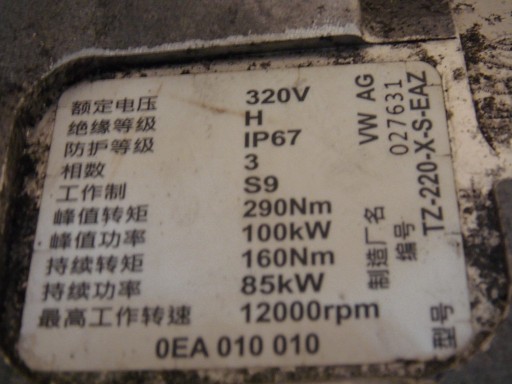 额定电压 320V
绝缘等级 H
防护等级 IP67
相数 3
工作制 S9
峰值转矩 290Nm
峰值功率 100kW
持续转矩 160Nm
持续功率 85kW
最高工作转速 12000rpm
0EA 010 010
制造厂名 VW AG
编号 027631
型号 TZ-220-X-S-EAZ